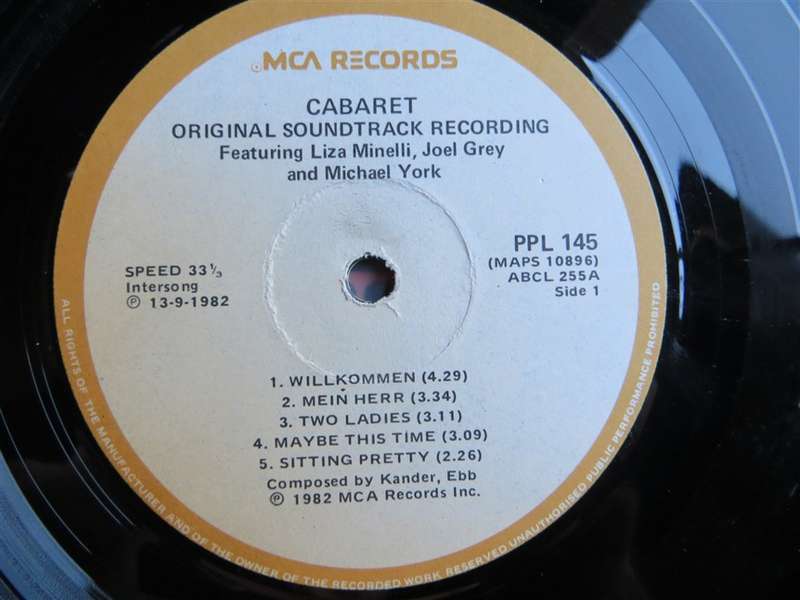 MCA RECORDS
CABARET
ORIGINAL SOUNDTRACK RECORDING
Featuring Liza Minelli, Joel Grey
and Michael York
PPL 145
(MAPS 10896)
ABCL 255A
Side 1
SPEED 33⅓
Intersong
℗ 13-9-1982
1. WILLKOMMEN (4.29)
2. MEIN HERR (3.34)
3. TWO LADIES (3.11)
4. MAYBE THIS TIME (3.09)
5. SITTING PRETTY (2.26)
Composed by Kander, Ebb
℗ 1982 MCA Records Inc.
ALL RIGHTS OF THE MANUFACTURER AND OF THE OWNER OF THE RECORDED WORK RESERVED UNAUTHORISED PUBLIC PERFORMANCE PROHIBITED